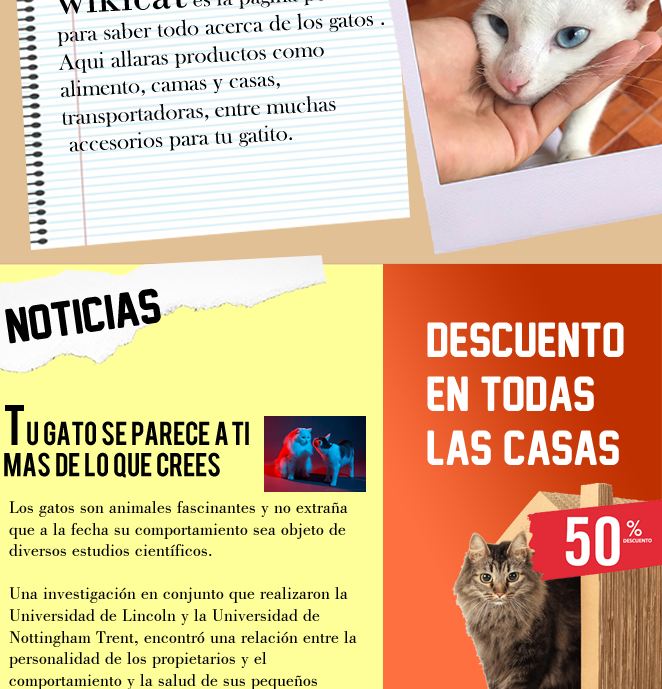 wikicat es la página
para saber todo acerca de los gatos .
Aqui allaras productos como
alimento, camas y casas,
transportadoras, entre muchas
accesorios para tu gatito.
NOTICIAS
TU GATO SE PARECE A TI
MAS DE LO QUE CREES
Los gatos son animales fascinantes y no extraña
que a la fecha su comportamiento sea objeto de
diversos estudios científicos.
Una investigación en conjunto que realizaron la
Universidad de Lincoln y la Universidad de
Nottingham Trent, encontró una relación entre la
personalidad de los propietarios y el
comportamiento y la salud de sus pequeños
DESCUENTO
EN TODAS
LAS CASAS
50%
DESCUENTO